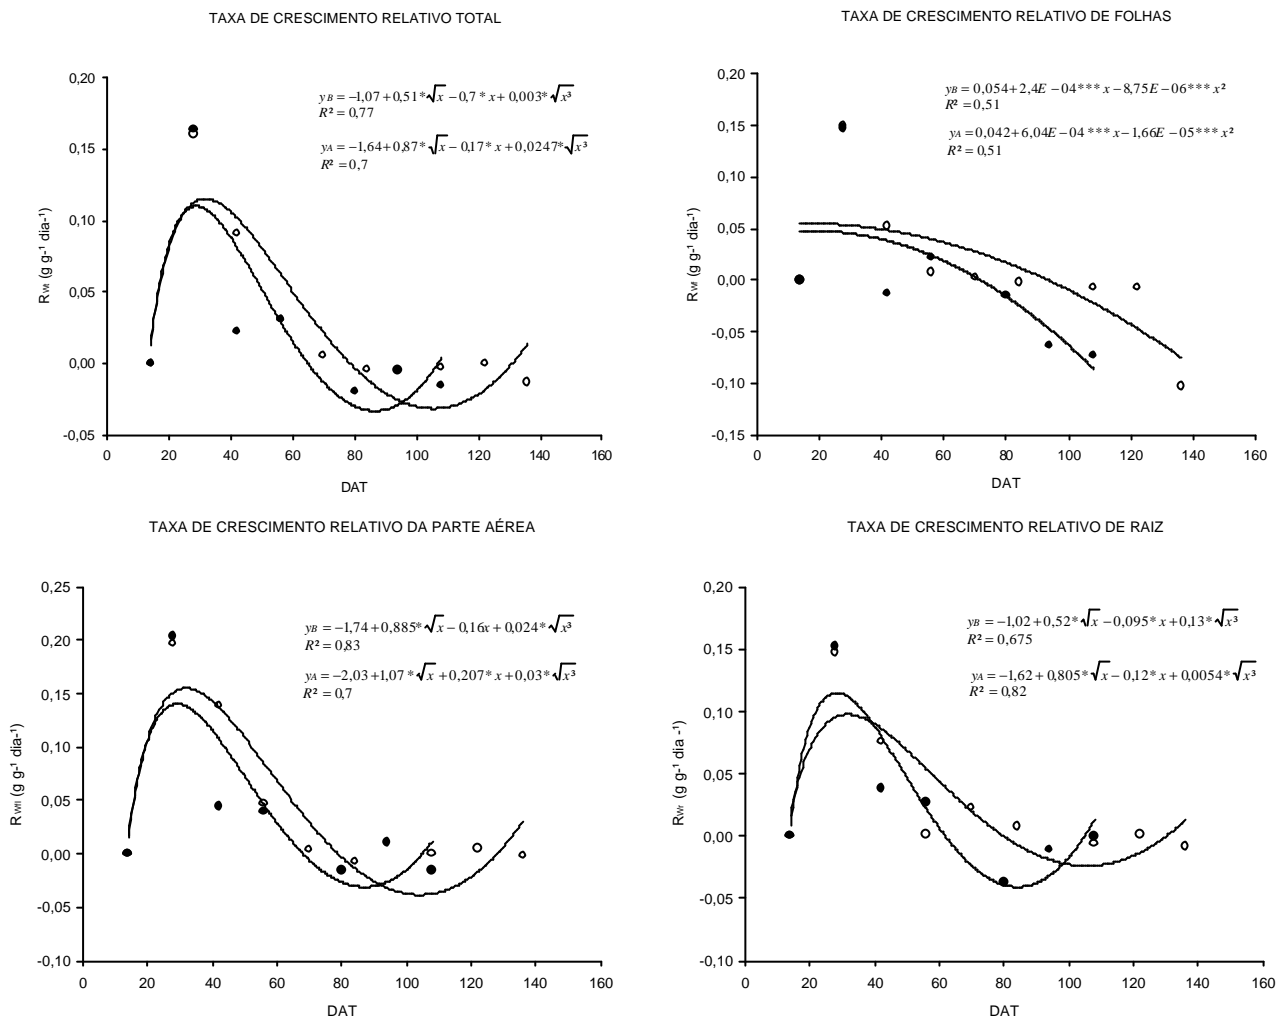 TAXA DE CRESCIMENTO RELATIVO TOTAL
0,20
0,15
0,10
0,05
0,00
-0,05
0 20 40 60 80 100 120 140 160
R_Wt (g g-¹ dia-¹)
DAT
yB = −1,07 + 0,51* √x − 0,7 * x + 0,003* √x³
R² = 0,77
yA = −1,64 + 0,87* √x − 0,17* x + 0,0247* √x³
R² = 0,7
TAXA DE CRESCIMENTO RELATIVO DE FOLHAS
0,20
0,15
0,10
0,05
0,00
-0,05
-0,10
-0,15
0 20 40 60 80 100 120 140 160
R_Wf (g g-¹ dia-¹)
DAT
yB = 0,054 + 2,4E − 04*** x − 8,75E − 06*** x²
R² = 0,51
yA = 0,042 + 6,04E − 04 *** x − 1,66E − 05*** x²
R² = 0,51
TAXA DE CRESCIMENTO RELATIVO DA PARTE AÉREA
0,25
0,20
0,15
0,10
0,05
0,00
-0,05
-0,10
0 20 40 60 80 100 120 140 160
(g g-¹ dia-¹)
DAT
yB = −1,74 + 0,885* √x − 0,16x + 0,024* √x³
R² = 0,83
yA = −2,03 + 1,07 * √x + 0,207* x + 0,03* √x³
R² = 0,7
TAXA DE CRESCIMENTO RELATIVO DE RAIZ
0,20
0,15
0,10
0,05
0,00
-0,05
-0,10
0 20 40 60 80 100 120 140 160
R_Wr (g g-¹ dia -¹)
DAT
yB = −1,02 + 0,52* √x − 0,095* x + 0,13* √x³
R² = 0,675
yA = −1,62 + 0,805* √x − 0,12* x + 0,0054* √x³
R² = 0,82